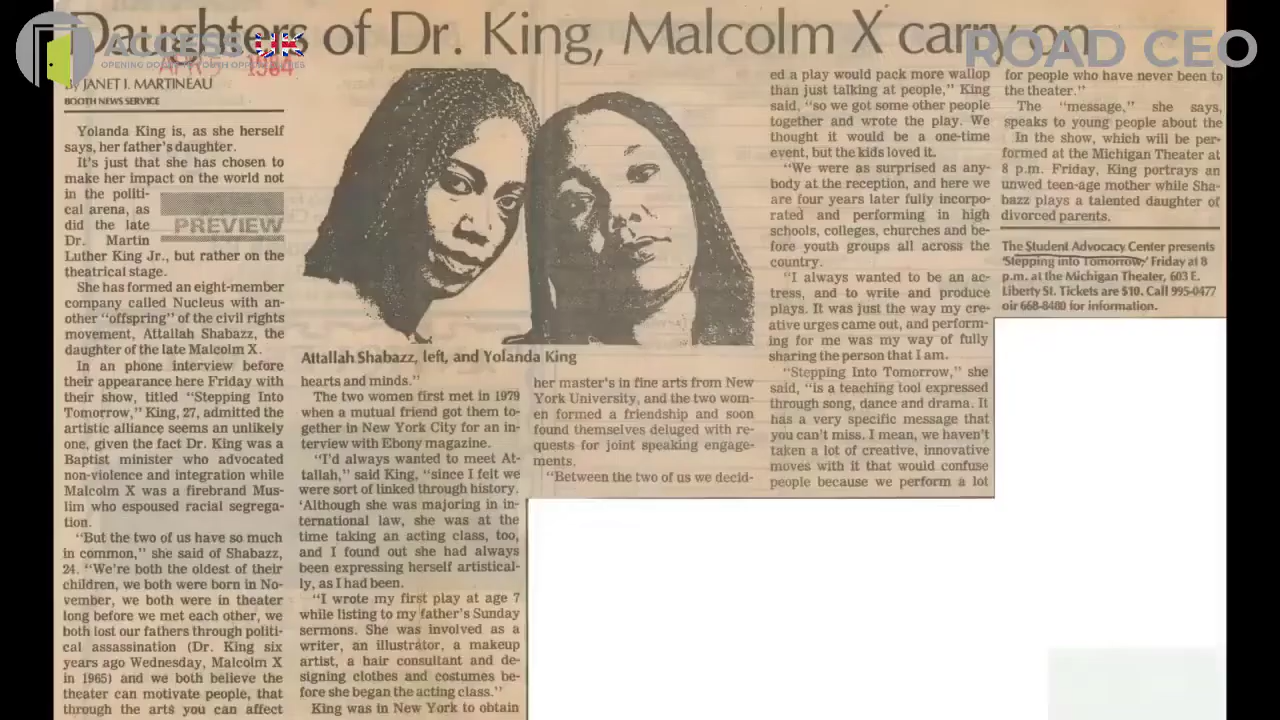 Daughters of Dr. King, Malcolm X carry on
ACCESS UK
OPENING DOORS TO YOUTH OPPORTUNITIES
ROAD CEO
APR 5 1984
By JANET I. MARTINEAU
BOOTH NEWS SERVICE
Yolanda King is, as she herself
says, her father's daughter.
It's just that she has chosen to
make her impact on the world not
in the politi-
cal arena, as
did the late
Dr. Martin
Luther King Jr., but rather on the
theatrical stage.
PREVIEW
She has formed an eight-member
company called Nucleus with an-
other "offspring" of the civil rights
movement, Attallah Shabazz, the
daughter of the late Malcolm X.
In an phone interview before
their appearance here Friday with
their show, titled "Stepping Into
Tomorrow," King, 27, admitted the
artistic alliance seems an unlikely
one, given the fact Dr. King was a
Baptist minister who advocated
non-violence and integration while
Malcolm X was a firebrand Mus-
lim who espoused racial segrega-
tion.
"But the two of us have so much
in common," she said of Shabazz,
24. "We're both the oldest of their
children, we both were born in No-
vember, we both were in theater
long before we met each other, we
both lost our fathers through politi-
cal assassination (Dr. King six
years ago Wednesday, Malcolm X
in 1965) and we both believe the
theater can motivate people, that
through the arts you can affect
Attallah Shabazz, left, and Yolanda King
hearts and minds."
The two women first met in 1979
when a mutual friend got them to-
gether in New York City for an in-
terview with Ebony magazine.
"I'd always wanted to meet At-
tallah," said King, "since I felt we
were sort of linked through history.
'Although she was majoring in in-
ternational law, she was at the
time taking an acting class, too,
and I found out she had always
been expressing herself artistical-
ly, as I had been.
"I wrote my first play at age 7
while listing to my father's Sunday
sermons. She was involved as a
writer, an illustrator, a makeup
artist, a hair consultant and de-
signing clothes and costumes be-
fore she began the acting class."
King was in New York to obtain
her master's in fine arts from New
York University, and the two wom-
en formed a friendship and soon
found themselves deluged with re-
quests for joint speaking engage-
ments.
"Between the two of us we decid-
ed a play would pack more wallop
than just talking at people," King
said, "so we got some other people
together and wrote the play. We
thought it would be a one-time
event, but the kids loved it.
"We were as surprised as any-
body at the reception, and here we
are four years later fully incorpo-
rated and performing in high
schools, colleges, churches and be-
fore youth groups all across the
country.
"I always wanted to be an ac-
tress, and to write and produce
plays. It was just the way my cre-
ative urges came out, and perform-
ing for me was my way of fully
sharing the person that I am.
"Stepping Into Tomorrow," she
said, "is a teaching tool expressed
through song, dance and drama. It
has a very specific message that
you can't miss. I mean, we haven't
taken a lot of creative, innovative
moves with it that would confuse
people because we perform a lot
for people who have never been to
the theater."
The "message," she says,
speaks to young people about the
In the show, which will be per-
formed at the Michigan Theater at
8 p.m. Friday, King portrays an
unwed teen-age mother while Sha-
bazz plays a talented daughter of
divorced parents.
The Student Advocacy Center presents
'Stepping into Tomorrow,' Friday at 8
p.m. at the Michigan Theater, 603 E.
Liberty St. Tickets are $10. Call 995-0477
oir 668-8480 for information.